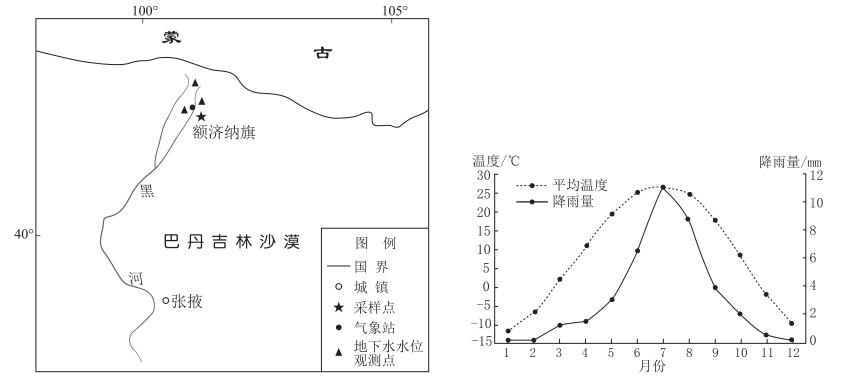 100°
105°
蒙
古
额济纳旗
黑
40°
巴丹吉林沙漠
河
张掖
图 例
国 界
城 镇
采样点
气象站
地下水水位
观测点
温度/℃
降雨量/mm
平均温度
降雨量
30
25
20
15
10
5
0
-5
-10
-15
12
10
8
6
4
2
0
1 2 3 4 5 6 7 8 9 10 11 12
月份